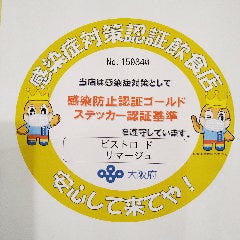 感染症対策認証飲食店
No.150340
当店は感染症対策として
感染防止認証ゴールド
ステッカー認証基準
を遵守しています。
ビストロ ド
リマージュ
大阪府
安心して来てや!